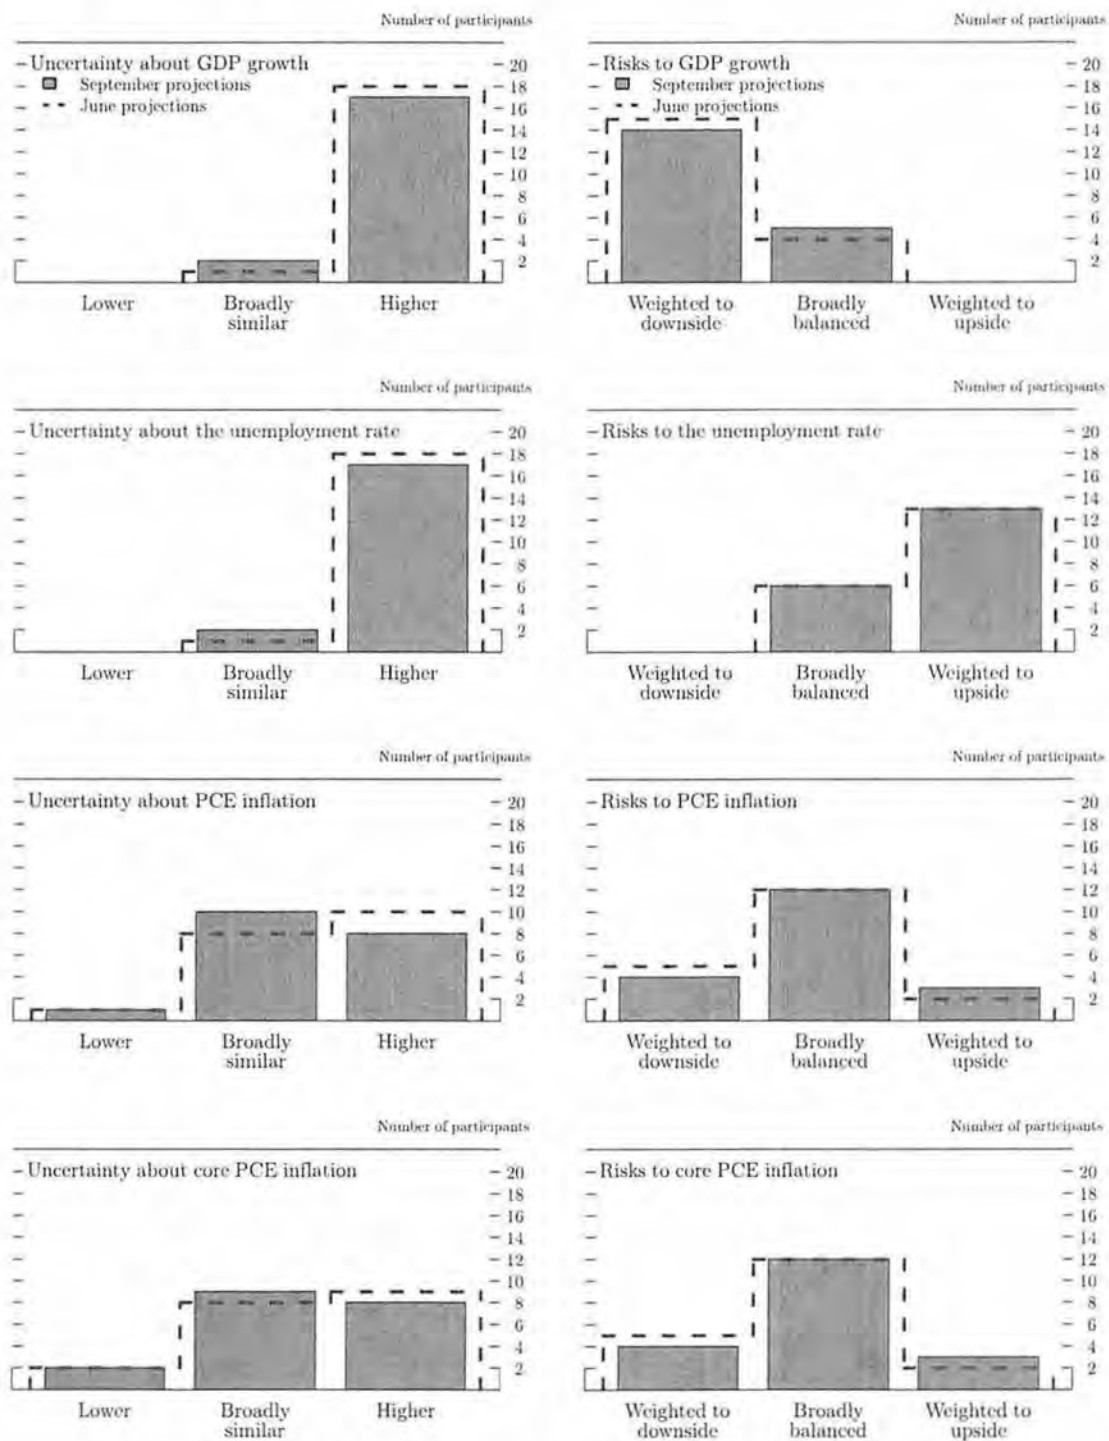 Number of participants
Uncertainty about GDP growth
September projections
June projections
20
18
16
14
12
10
8
6
4
2
Lower
Broadly
similar
Higher
Number of participants
Risks to GDP growth
September projections
June projections
20
18
16
14
12
10
8
6
4
2
Weighted to
downside
Broadly
balanced
Weighted to
upside
Number of participants
Uncertainty about the unemployment rate
20
18
16
14
12
10
8
6
4
2
Lower
Broadly
similar
Higher
Number of participants
Risks to the unemployment rate
20
18
16
14
12
10
8
6
4
2
Weighted to
downside
Broadly
balanced
Weighted to
upside
Number of participants
Uncertainty about PCE inflation
20
18
16
14
12
10
8
6
4
2
Lower
Broadly
similar
Higher
Number of participants
Risks to PCE inflation
20
18
16
14
12
10
8
6
4
2
Weighted to
downside
Broadly
balanced
Weighted to
upside
Number of participants
Uncertainty about core PCE inflation
20
18
16
14
12
10
8
6
4
2
Lower
Broadly
similar
Higher
Number of participants
Risks to core PCE inflation
20
18
16
14
12
10
8
6
4
2
Weighted to
downside
Broadly
balanced
Weighted to
upside